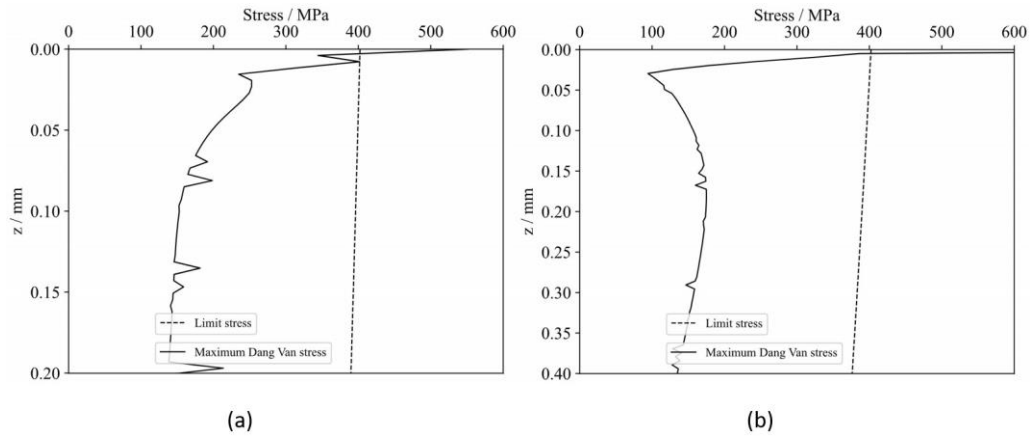 Stress / MPa
0 100 200 300 400 500 600
0.00
0.05
0.10
0.15
0.20
z / mm
Limit stress
Maximum Dang Van stress
(a)
Stress / MPa
0 100 200 300 400 500 600
0.00
0.05
0.10
0.15
0.20
0.25
0.30
0.35
0.40
z / mm
Limit stress
Maximum Dang Van stress
(b)